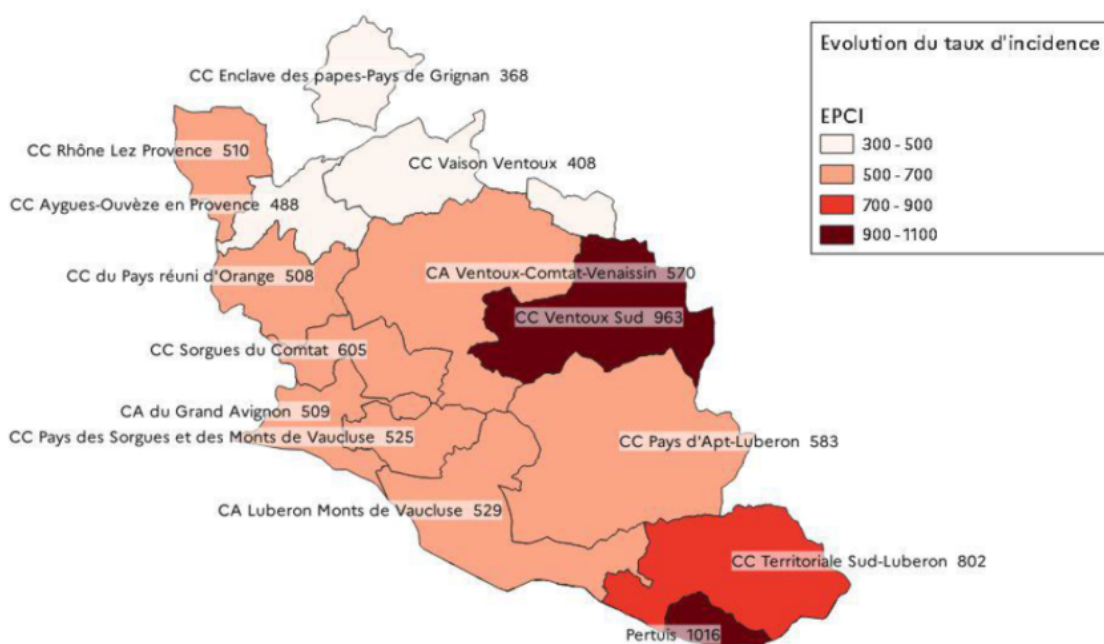 Evolution du taux d'incidence
EPCI
300 - 500
500 - 700
700 - 900
900 - 1100
CC Enclave des papes-Pays de Grignan 368
CC Rhône Lez Provence 510
CC Vaison Ventoux 408
CC Aygues-Ouvèze en Provence 488
CC du Pays réuni d'Orange 508
CA Ventoux-Comtat-Venaissin 570
CC Ventoux Sud 963
CC Sorgues du Comtat 605
CA du Grand Avignon 509
CC Pays des Sorgues et des Monts de Vaucluse 525
CC Pays d'Apt-Luberon 583
CA Luberon Monts de Vaucluse 529
CC Territoriale Sud-Luberon 802
Pertuis 1016